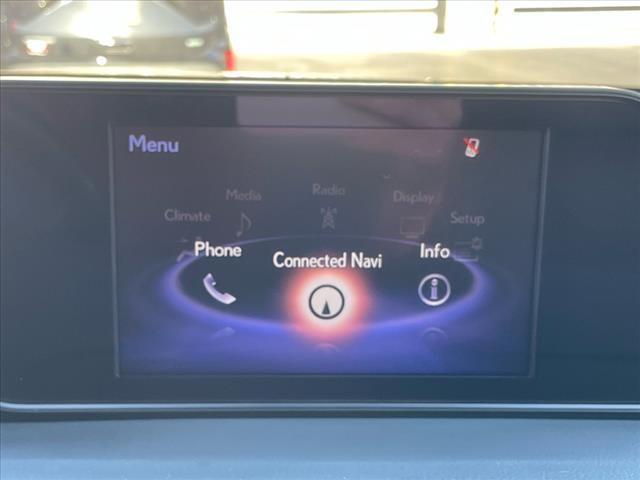 Menu
Radio
Media
Display
Climate
Setup
Phone
Connected Navi
Info